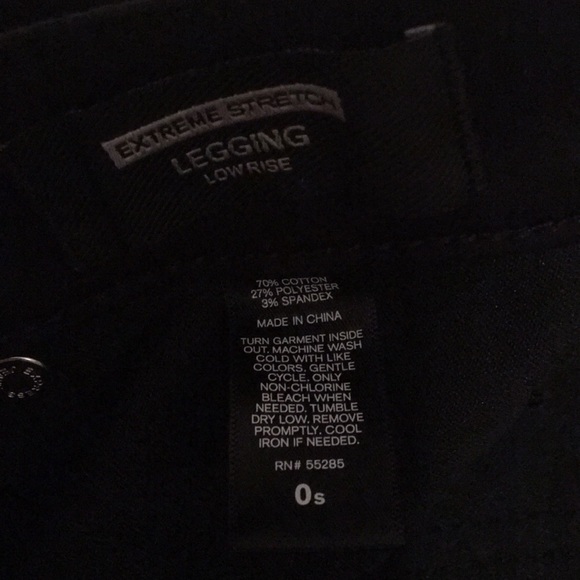 EXTREME STRETCH
LEGGING
LOW RISE
70% COTTON
27% POLYESTER
3% SPANDEX
MADE IN CHINA
TURN GARMENT INSIDE
OUT. MACHINE WASH
COLD WITH LIKE
COLORS. GENTLE
CYCLE. ONLY
NON-CHLORINE
BLEACH WHEN
NEEDED. TUMBLE
DRY LOW. REMOVE
PROMPTLY. COOL
IRON IF NEEDED.
RN# 55285
0s